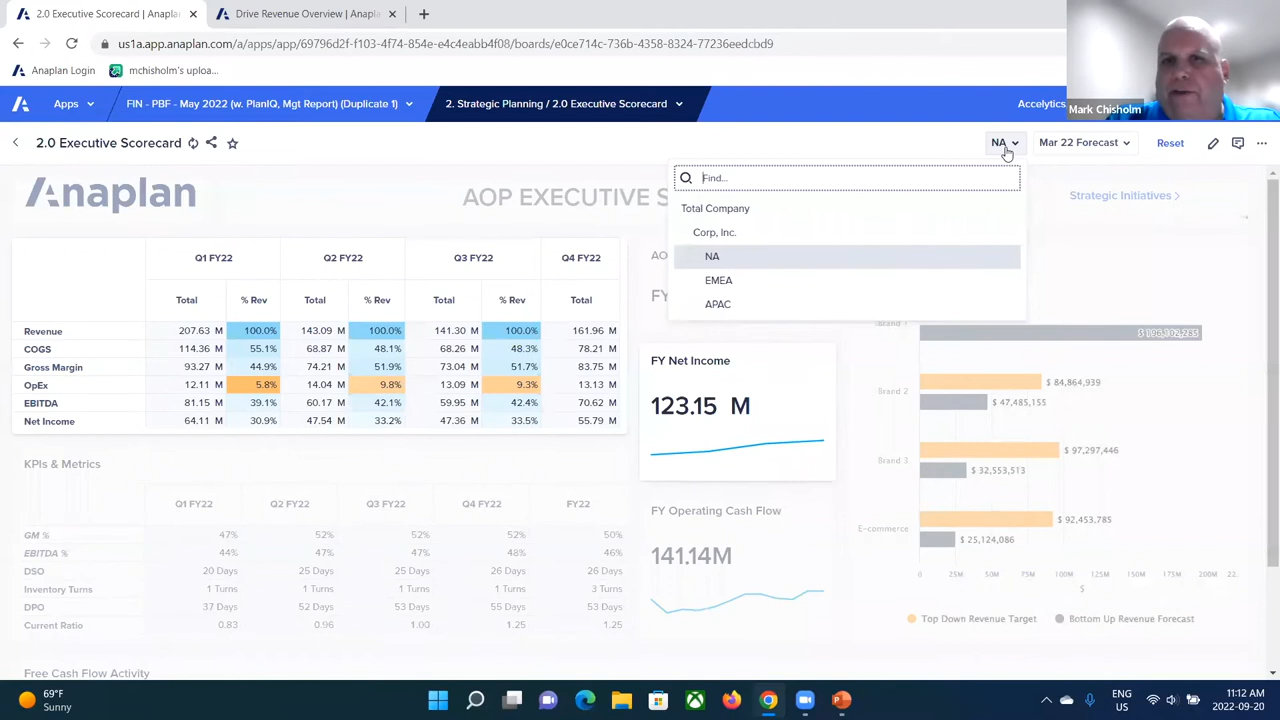 2.0 Executive Scorecard | Anaplan
Drive Revenue Overview | Anaplan
us1a.app.anaplan.com/a/apps/app/69796d2f-f103-4f74-854e-e4c4eabb4f08/boards/e0ce714c-736b-4358-8324-77236eedcbd9
Anaplan Login
mchisholm's uploa...
Mark Chisholm
Apps
FIN - PBF - May 2022 (w. PlanIQ, Mgt Report) (Duplicate 1)
2. Strategic Planning / 2.0 Executive Scorecard
Accelytics
2.0 Executive Scorecard
NA
Mar 22 Forecast
Reset
Find...
Total Company
Corp, Inc.
NA
EMEA
APAC
Anaplan
AOP EXECUTIVE S
Strategic Initiatives >
Q1 FY22 Q2 FY22 Q3 FY22 Q4 FY22
Total % Rev Total % Rev Total % Rev Total
Revenue 207.63 M 100.0% 143.09 M 100.0% 141.30 M 100.0% 161.96 M
COGS 114.36 M 55.1% 68.87 M 48.1% 68.26 M 48.3% 78.21 M
Gross Margin 93.27 M 44.9% 74.21 M 51.9% 73.04 M 51.7% 83.75 M
OpEx 12.11 M 5.8% 14.04 M 9.8% 13.09 M 9.3% 13.13 M
EBITDA 81.15 M 39.1% 60.17 M 42.1% 59.95 M 42.4% 70.62 M
Net Income 64.11 M 30.9% 47.54 M 33.2% 47.36 M 33.5% 55.79 M
AO
FY
FY Net Income
123.15 M
FY Operating Cash Flow
141.14M
KPIs & Metrics
Q1 FY22 Q2 FY22 Q3 FY22 Q4 FY22 FY22
GM % 47% 52% 52% 52% 50%
EBITDA % 44% 47% 47% 48% 46%
DSO 20 Days 25 Days 25 Days 26 Days 26 Days
Inventory Turns 1 Turns 1 Turns 1 Turns 1 Turns 3 Turns
DPO 37 Days 52 Days 53 Days 55 Days 53 Days
Current Ratio 0.83 0.96 1.00 1.25 1.25
Free Cash Flow Activity
Brand 1
Brand 2 $ 84,864,939
$ 47,485,155
Brand 3 $ 97,297,446
$ 32,553,513
E-commerce $ 92,453,785
$ 25,124,086
0 25M 50M 75M 100M 125M 150M 175M 200M 22...
$
Top Down Revenue Target Bottom Up Revenue Forecast
69°F
Sunny
ENG
VEC
11:12 AM
2022-09-20